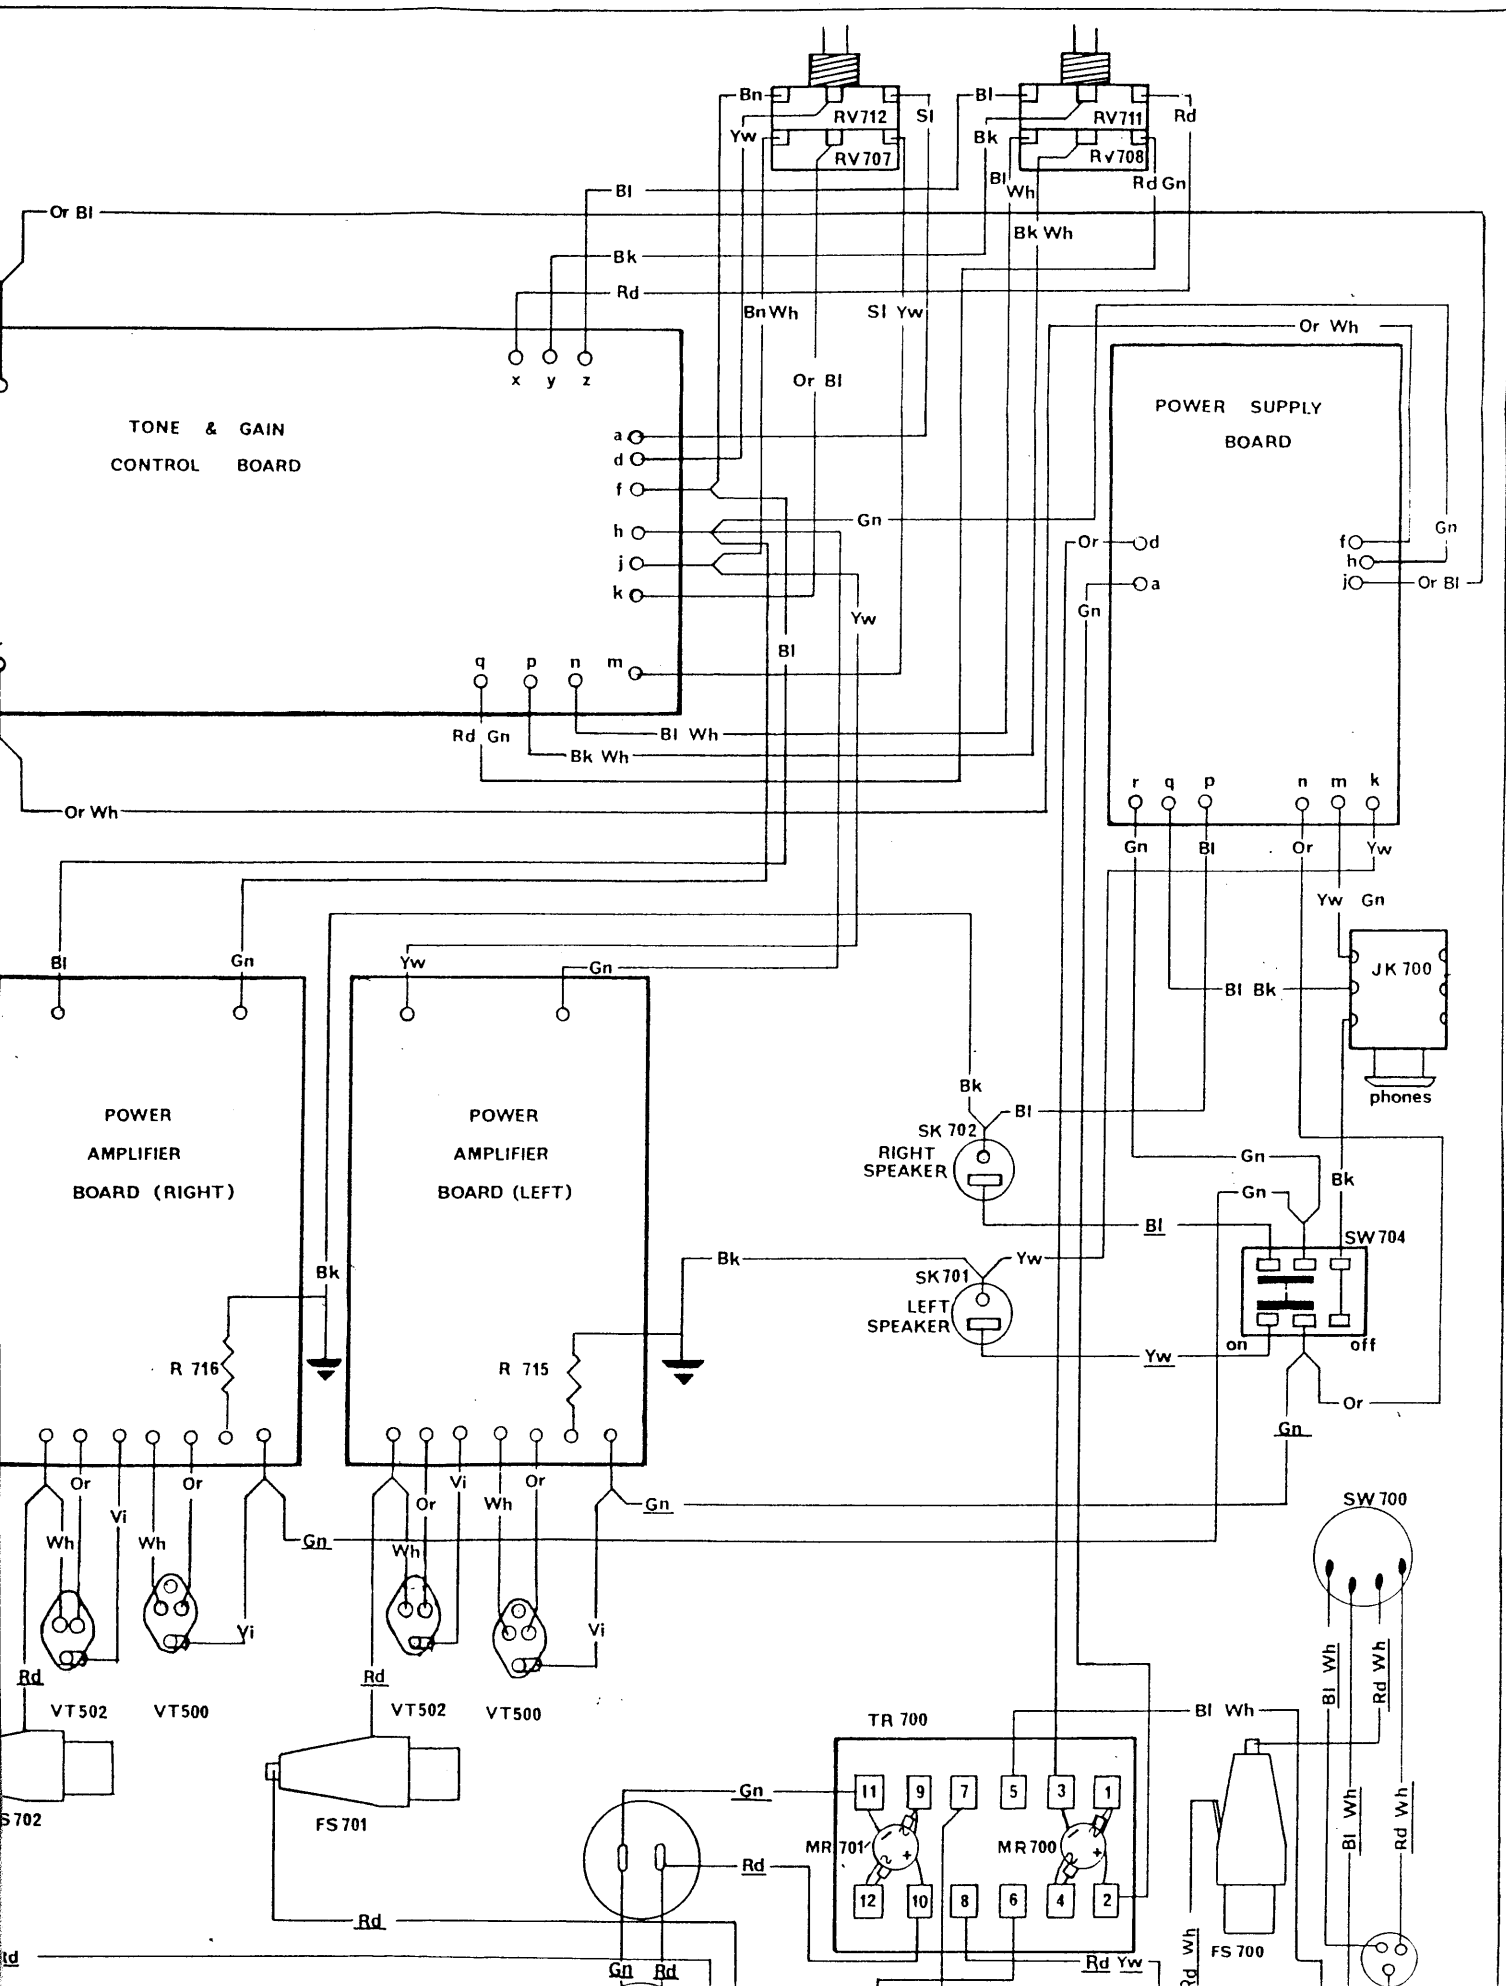 Bn
RV712
Sl
Bl
RV711
Rd
Yw
RV707
Bk
Rv708
Bl
Bl
Wh
Rd Gn
Or Bl
Bk Wh
Bk
Rd
Bn Wh
Sl Yw
Or Wh
x y z
Or Bl
POWER SUPPLY
BOARD
TONE & GAIN
CONTROL BOARD
a
d
f
h
Gn
Gn
Or
d
f
h
j
j
a
Or Bl
k
Gn
Yw
Bl
q p n m
Rd Gn
Bl Wh
Bk Wh
r q p n m k
Or Wh
Gn
Bl
Or
Yw
Yw Gn
Bl
Gn
Yw
Gn
JK 700
Bl Bk
Bk
phones
POWER
AMPLIFIER
BOARD (RIGHT)
POWER
AMPLIFIER
BOARD (LEFT)
Bl
SK 702
RIGHT
SPEAKER
Gn
Bk
Gn
Bl
SW 704
Bk
Bk
Yw
SK701
LEFT
SPEAKER
on
off
Yw
R 716
R 715
Or
Gn
Or
Or
Vi
Or
Vi
Wh
Or
Gn
SW 700
Wh
Wh
Gn
Wh
Vi
Vi
Bl Wh
Rd Wh
Rd
Rd
VT502
VT500
VT502
VT500
TR 700
Bl Wh
Gn
11 9 7 5 3 1
S 702
FS 701
MR 701
MR 700
Bl Wh
Rd Wh
Rd
12 10 8 6 4 2
Rd
Rd Wh
FS 700
Rd Yw
Gn
Rd